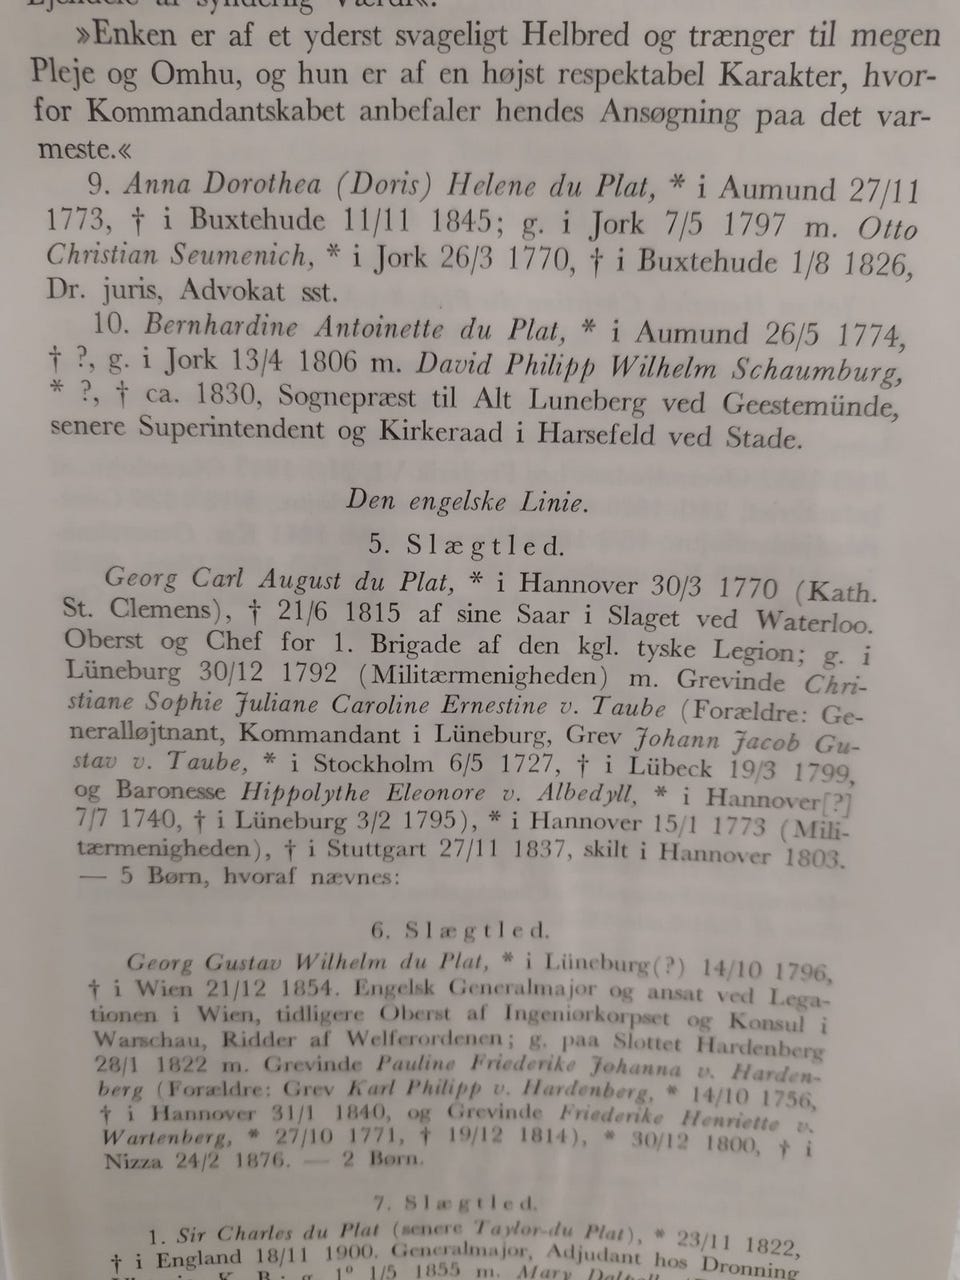 »Enken er af et yderst svageligt Helbred og trænger til megen
Pleje og Omhu, og hun er af en højst respektabel Karakter, hvor-
for Kommandantskabet anbefaler hendes Ansøgning paa det var-
meste.«
9. Anna Dorothea (Doris) Helene du Plat, * i Aumund 27/11
1773, † i Buxtehude 11/11 1845; g. i Jork 7/5 1797 m. Otto
Christian Seumenich, * i Jork 26/3 1770, † i Buxtehude 1/8 1826,
Dr. juris, Advokat sst.
10. Bernhardine Antoinette du Plat, * i Aumund 26/5 1774,
† ?, g. i Jork 13/4 1806 m. David Philipp Wilhelm Schaumburg,
* ?, † ca. 1830, Sognepræst til Alt Luneberg ved Geestemünde,
senere Superintendent og Kirkeraad i Harsefeld ved Stade.
Den engelske Linie.
5. Slægtled.
Georg Carl August du Plat, * i Hannover 30/3 1770 (Kath.
St. Clemens), † 21/6 1815 af sine Saar i Slaget ved Waterloo.
Oberst og Chef for 1. Brigade af den kgl. tyske Legion; g. i
Lüneburg 30/12 1792 (Militærmenigheden) m. Grevinde Chri-
stiane Sophie Juliane Caroline Ernestine v. Taube (Forældre: Ge-
neralløjtnant, Kommandant i Lüneburg, Grev Johann Jacob Gu-
stav v. Taube, * i Stockholm 6/5 1727, † i Lübeck 19/3 1799,
og Baronesse Hippolythe Eleonore v. Albedyll, * i Hannover[?]
7/7 1740, † i Lüneburg 3/2 1795), * i Hannover 15/1 1773 (Mili-
tærmenigheden), † i Stuttgart 27/11 1837, skilt i Hannover 1803.
— 5 Børn, hvoraf nævnes:
6. Slægtled.
Georg Gustav Wilhelm du Plat, * i Lüneburg(?) 14/10 1796,
† i Wien 21/12 1854. Engelsk Generalmajor og ansat ved Lega-
tionen i Wien, tidligere Oberst af Ingeniorkorpset og Konsul i
Warschau, Ridder af Welferordenen; g. paa Slottet Hardenberg
28/1 1822 m. Grevinde Pauline Friederike Johanna v. Harden-
berg (Forældre: Grev Karl Philipp v. Hardenberg, * 14/10 1756,
† i Hannover 31/1 1840, og Grevinde Friederike Henriette v.
Wartenberg, * 27/10 1771, † 19/12 1814), * 30/12 1800, † i
Nizza 24/2 1876. — 2 Børn.
7. Slægtled.
1. Sir Charles du Plat (senere Taylor-du Plat), * 23/11 1822,
† i England 18/11 1900. Generalmajor, Adjudant hos Dronning
g. 1° 1/5 1855 m. Mary